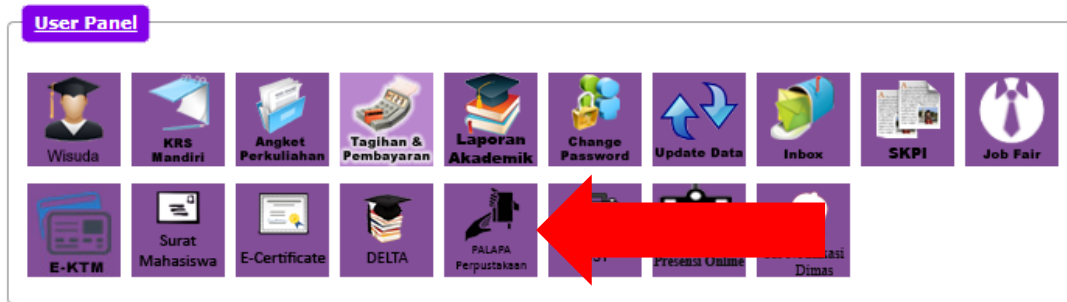 User Panel
Wisuda
KRS
Mandiri
Angket
Perkuliahan
Tagihan &
Pembayaran
Laporan
Akademik
Change
Password
Update Data
Inbox
SKPI
Job Fair
E-KTM
Surat
Mahasiswa
E-Certificate
DELTA
PALAPA
Perpustakaan
Presensi Online
Dimas